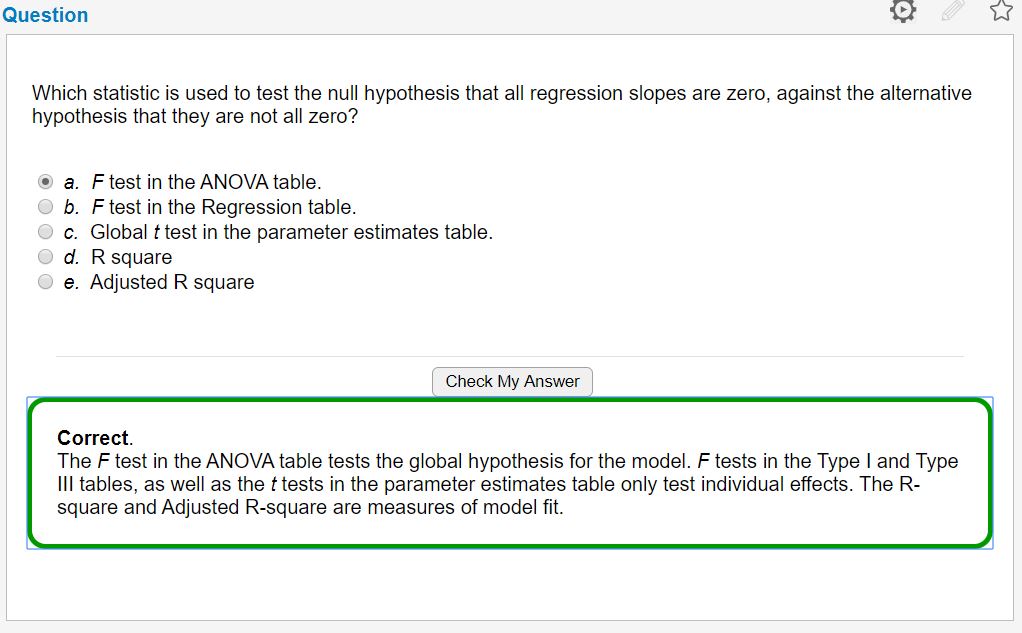 Question
Which statistic is used to test the null hypothesis that all regression slopes are zero, against the alternative
hypothesis that they are not all zero?
a. F test in the ANOVA table.
b. F test in the Regression table.
c. Global t test in the parameter estimates table.
d. R square
e. Adjusted R square
Check My Answer
Correct.
The F test in the ANOVA table tests the global hypothesis for the model. F tests in the Type I and Type
III tables, as well as the t tests in the parameter estimates table only test individual effects. The R-
square and Adjusted R-square are measures of model fit.